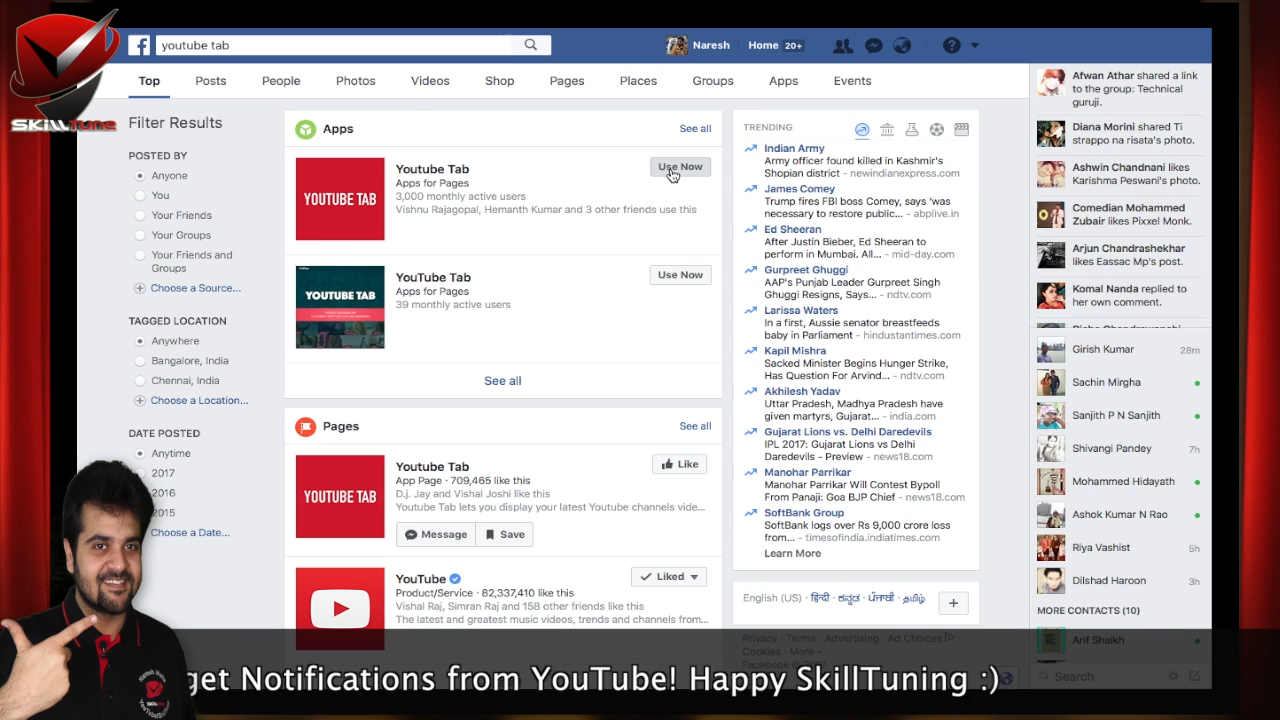 SKILLTUNE
youtube tab
Naresh
Home 20+
Top
Posts
People
Photos
Videos
Shop
Pages
Places
Groups
Apps
Events
Filter Results
POSTED BY
Anyone
You
Your Friends
Your Groups
Your Friends and
Groups
Choose a Source...
TAGGED LOCATION
Anywhere
Bangalore, India
Chennai, India
Choose a Location...
DATE POSTED
Anytime
2017
2016
2015
Choose a Date...
Apps
See all
YOUTUBE TAB
Youtube Tab
Apps for Pages
3,000 monthly active users
Vishnu Rajagopal, Hemanth Kumar and 3 other friends use this
Use Now
YOUTUBE TAB
YouTube Tab
Apps for Pages
39 monthly active users
Use Now
See all
Pages
See all
YOUTUBE TAB
Youtube Tab
App Page · 709,465 like this
D.j. Jay and Vishal Joshi like this
Youtube Tab lets you display your latest Youtube channels vide...
Like
Message
Save
YouTube
Product/Service · 82,337,410 like this
Vishal Raj, Simran Raj and 158 other friends like this
The latest and greatest music videos, trends and channels from...
Liked
TRENDING
Indian Army
Army officer found killed in Kashmir's
Shopian district - newindianexpress.com
James Comey
Trump fires FBI boss Comey, says 'was
necessary to restore public... - abplive.in
Ed Sheeran
After Justin Bieber, Ed Sheeran to
perform in Mumbai. All... - mid-day.com
Gurpreet Ghuggi
AAP's Punjab Leader Gurpreet Singh
Ghuggi Resigns, Says... - ndtv.com
Larissa Waters
In a first, Aussie senator breastfeeds
baby in Parliament - hindustantimes.com
Kapil Mishra
Sacked Minister Begins Hunger Strike,
Has Question For Arvind... - ndtv.com
Akhilesh Yadav
Uttar Pradesh, Madhya Pradesh have
given martyrs, Gujarat... - india.com
Gujarat Lions vs. Delhi Daredevils
IPL 2017: Gujarat Lions vs Delhi
Daredevils - Preview - news18.com
Manohar Parrikar
Manohar Parrikar Will Contest Bypoll
From Panaji: Goa BJP Chief - news18.com
SoftBank Group
SoftBank logs over Rs 9,000 crore loss
from... - timesofindia.indiatimes.com
Learn More
English (US) · हिन्दी · ಕನ್ನಡ · ਪੰਜਾਬੀ · தமிழ்
Privacy · Terms · Advertising · Ad Choices
Cookies · More
Facebook ©
Afwan Athar shared a link
to the group: Technical
guruji.
Diana Morini shared Ti
strappo na risata's photo.
Ashwin Chandnani likes
Karishma Peswani's photo.
Comedian Mohammed
Zubair likes Pixxel Monk.
Arjun Chandrashekhar
likes Eassac Mp's post.
Komal Nanda replied to
her own comment.
Girish Kumar 28m
Sachin Mirgha
Sanjith P N Sanjith
Shivangi Pandey 7h
Mohammed Hidayath
Ashok Kumar N Rao
Riya Vashist 5h
Dilshad Haroon 3h
MORE CONTACTS (10)
Arif Shaikh
Search
get Notifications from YouTube! Happy SkillTuning :)